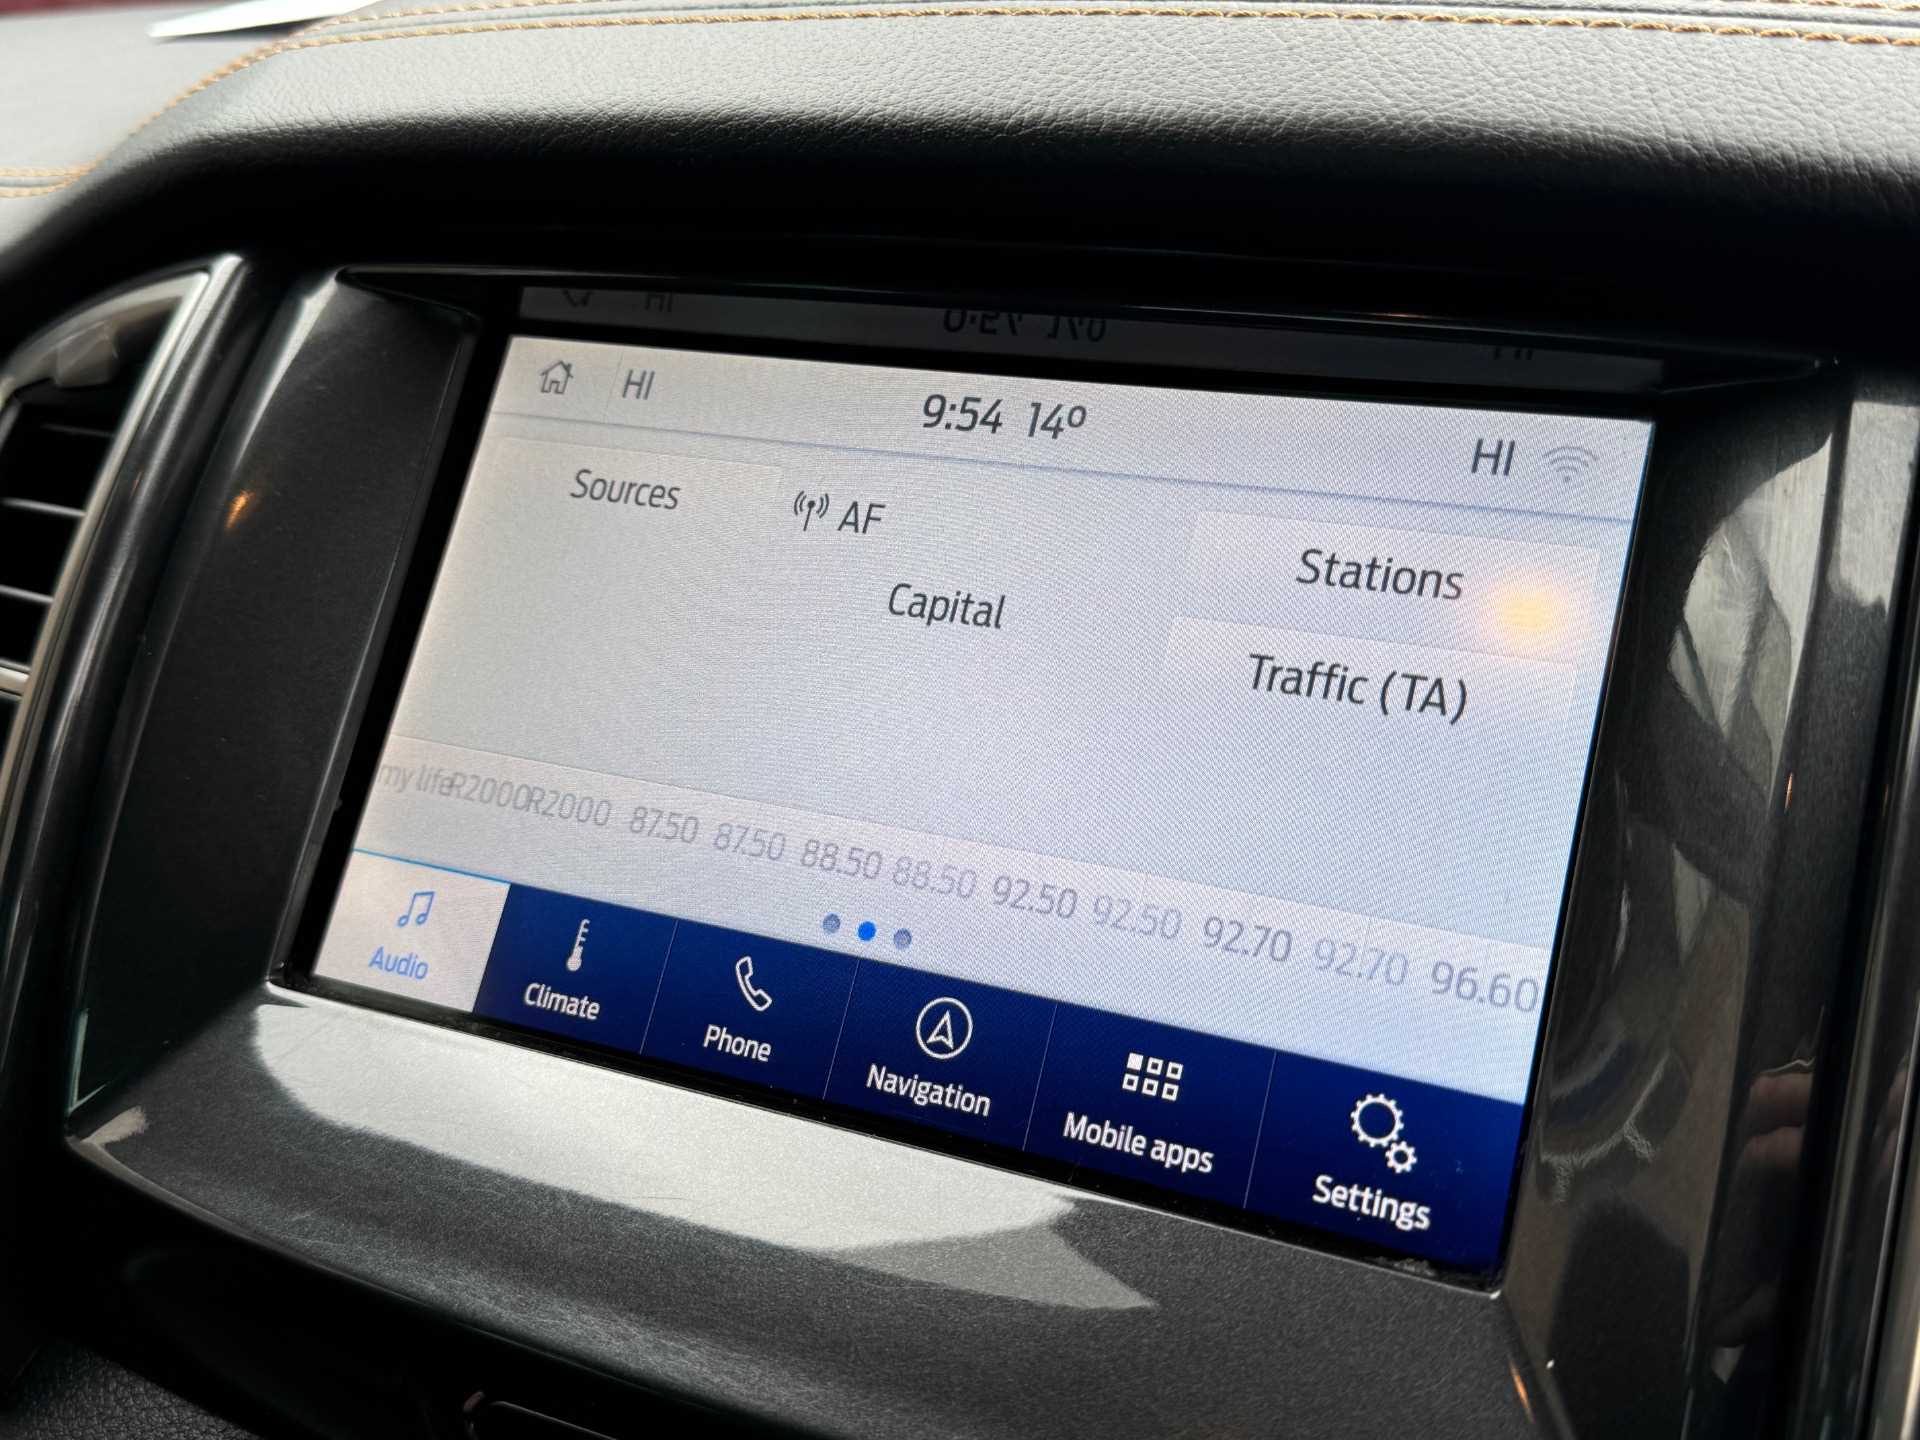 HI 9:54 14° HI
Sources AF Stations
Capital
Traffic (TA)
my life R2000 R2000 87.50 87.50 88.50 88.50 92.50 92.50 92.70 92.70 96.60
Audio Climate Phone Navigation Mobile apps Settings